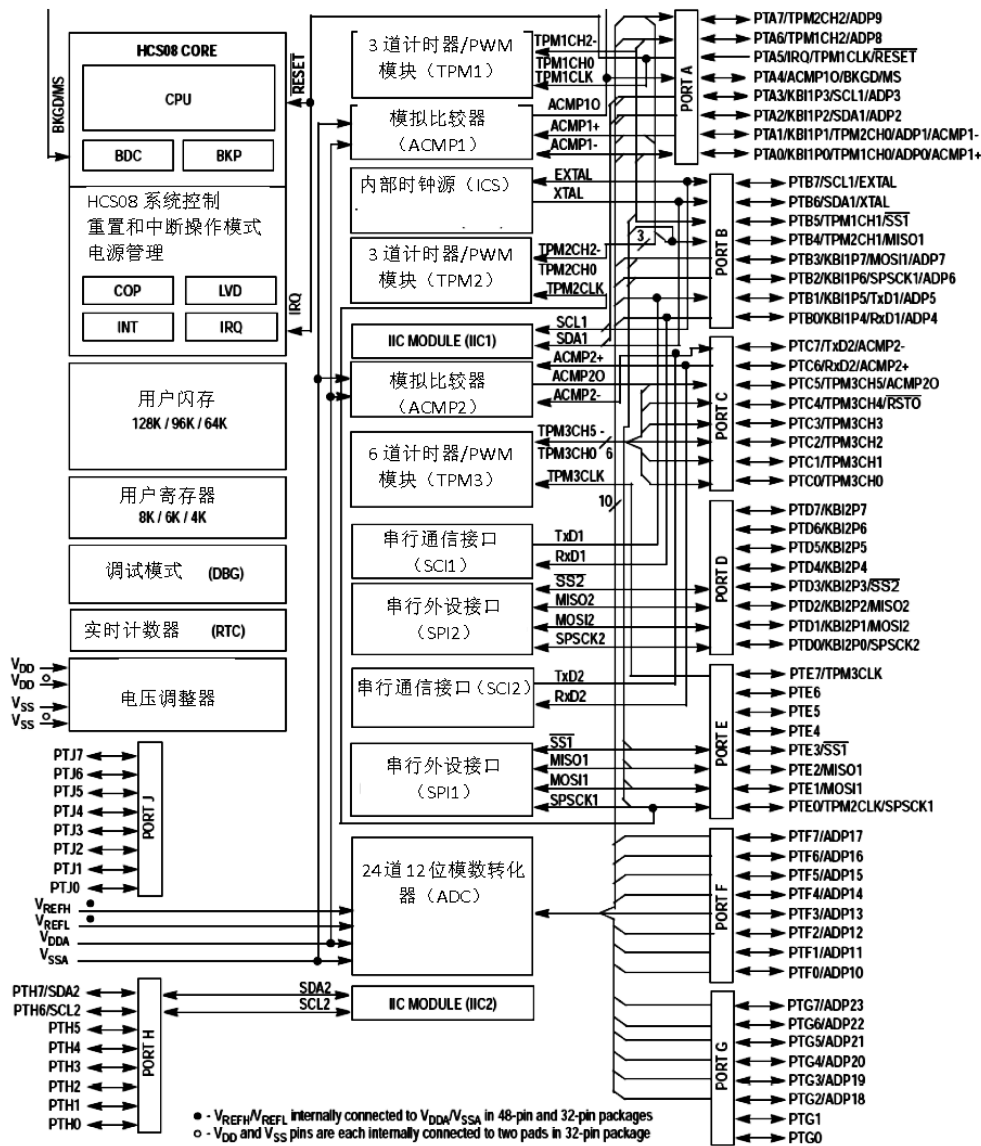 HCS08 CORE
CPU
BDC
BKP
BKGD/MS
RESET
HCS08 系统控制
重置和中断操作模式
电源管理
COP
LVD
INT
IRQ
IRQ
用户闪存
128K / 96K / 64K
用户寄存器
8K / 6K / 4K
调试模式 (DBG)
实时计数器 (RTC)
VDD
VDD
VSS
VSS
电压调整器
PTJ7
PTJ6
PTJ5
PTJ4
PTJ3
PTJ2
PTJ1
PTJ0
PORT J
VREFH
VREFL
VDDA
VSSA
PTH7/SDA2
PTH6/SCL2
PTH5
PTH4
PTH3
PTH2
PTH1
PTH0
PORT H
3 道计时器/PWM
模块（TPM1）
TPM1CH2-
TPM1CH0
TPM1CLK
模拟比较器
（ACMP1）
ACMP1O
ACMP1+
ACMP1-
内部时钟源（ICS）
EXTAL
XTAL
3 道计时器/PWM
模块（TPM2）
TPM2CH2-
TPM2CH0
TPM2CLK
3
IIC MODULE (IIC1)
SCL1
SDA1
模拟比较器
（ACMP2）
ACMP2+
ACMP2O
ACMP2-
6 道计时器/PWM
模块（TPM3）
TPM3CH5 -
TPM3CH0
6
TPM3CLK
10
串行通信接口
（SCI1）
TxD1
RxD1
串行外设接口
（SPI2）
SS2
MISO2
MOSI2
SPSCK2
串行通信接口（SCI2）
TxD2
RxD2
串行外设接口
（SPI1）
SS1
MISO1
MOSI1
SPSCK1
24道12位模数转化
器（ADC）
IIC MODULE (IIC2)
SDA2
SCL2
PORT A
PTA7/TPM2CH2/ADP9
PTA6/TPM1CH2/ADP8
PTA5/IRQ/TPM1CLK/RESET
PTA4/ACMP1O/BKGD/MS
PTA3/KBI1P3/SCL1/ADP3
PTA2/KBI1P2/SDA1/ADP2
PTA1/KBI1P1/TPM2CH0/ADP1/ACMP1-
PTA0/KBI1P0/TPM1CH0/ADP0/ACMP1+
PORT B
PTB7/SCL1/EXTAL
PTB6/SDA1/XTAL
PTB5/TPM1CH1/SS1
PTB4/TPM2CH1/MISO1
PTB3/KBI1P7/MOSI1/ADP7
PTB2/KBI1P6/SPSCK1/ADP6
PTB1/KBI1P5/TxD1/ADP5
PTB0/KBI1P4/RxD1/ADP4
PORT C
PTC7/TxD2/ACMP2-
PTC6/RxD2/ACMP2+
PTC5/TPM3CH5/ACMP2O
PTC4/TPM3CH4/RSTO
PTC3/TPM3CH3
PTC2/TPM3CH2
PTC1/TPM3CH1
PTC0/TPM3CH0
PORT D
PTD7/KBI2P7
PTD6/KBI2P6
PTD5/KBI2P5
PTD4/KBI2P4
PTD3/KBI2P3/SS2
PTD2/KBI2P2/MISO2
PTD1/KBI2P1/MOSI2
PTD0/KBI2P0/SPSCK2
PORT E
PTE7/TPM3CLK
PTE6
PTE5
PTE4
PTE3/SS1
PTE2/MISO1
PTE1/MOSI1
PTE0/TPM2CLK/SPSCK1
PORT F
PTF7/ADP17
PTF6/ADP16
PTF5/ADP15
PTF4/ADP14
PTF3/ADP13
PTF2/ADP12
PTF1/ADP11
PTF0/ADP10
PORT G
PTG7/ADP23
PTG6/ADP22
PTG5/ADP21
PTG4/ADP20
PTG3/ADP19
PTG2/ADP18
PTG1
PTG0
● - VREFH/VREFL internally connected to VDDA/VSSA in 48-pin and 32-pin packages
○ - VDD and VSS pins are each internally connected to two pads in 32-pin package